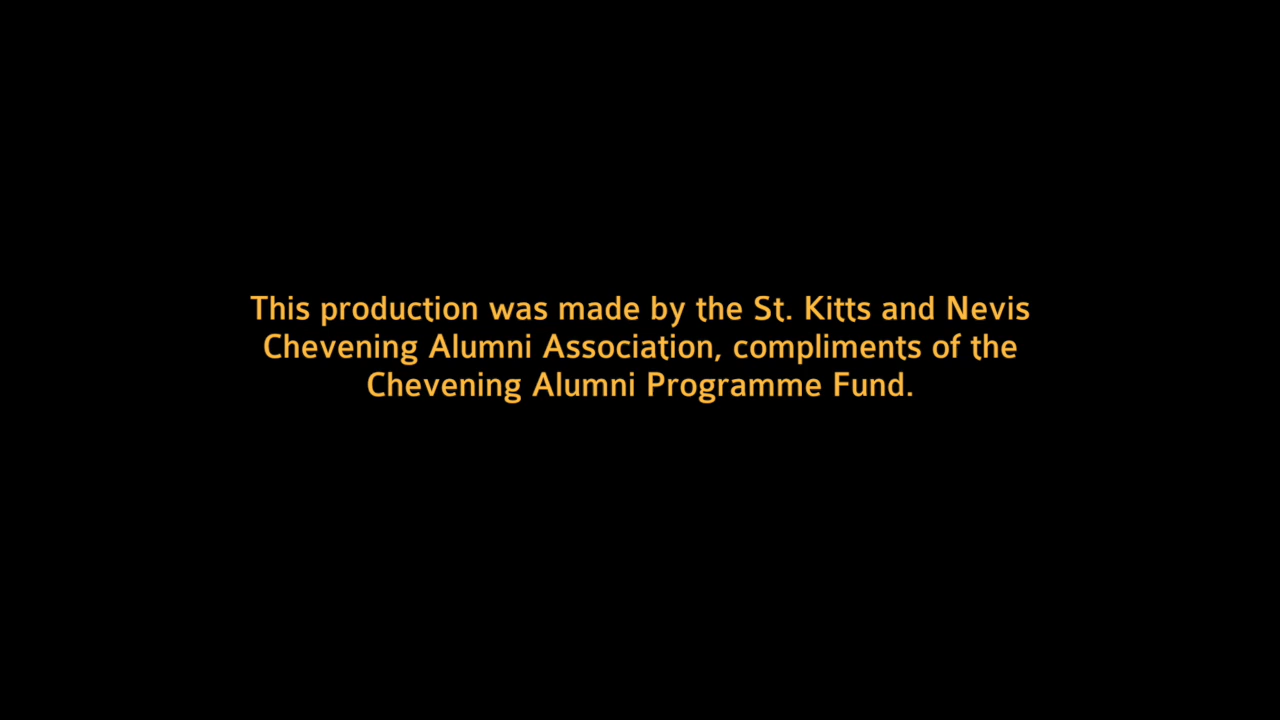 This production was made by the St. Kitts and Nevis
Chevening Alumni Association, compliments of the
Chevening Alumni Programme Fund.